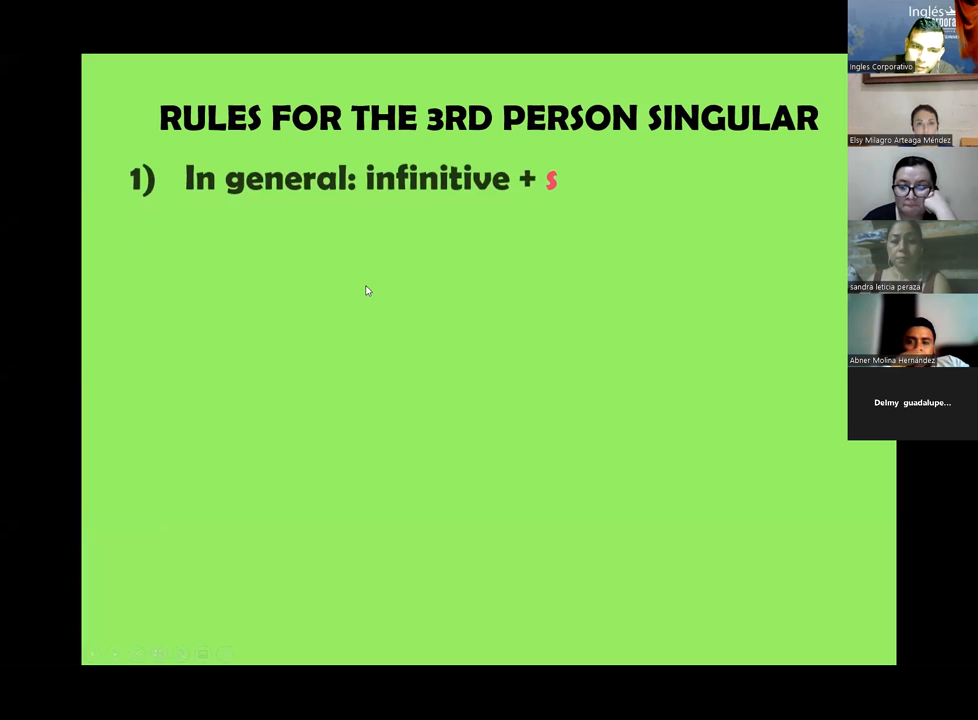 RULES FOR THE 3RD PERSON SINGULAR
1) In general: infinitive + s
Inglés
Ingles Corporativo
Elsy Milagro Arteaga Méndez
sandra leticia peraza
Abner Molina Hernández
Delmy guadalupe...